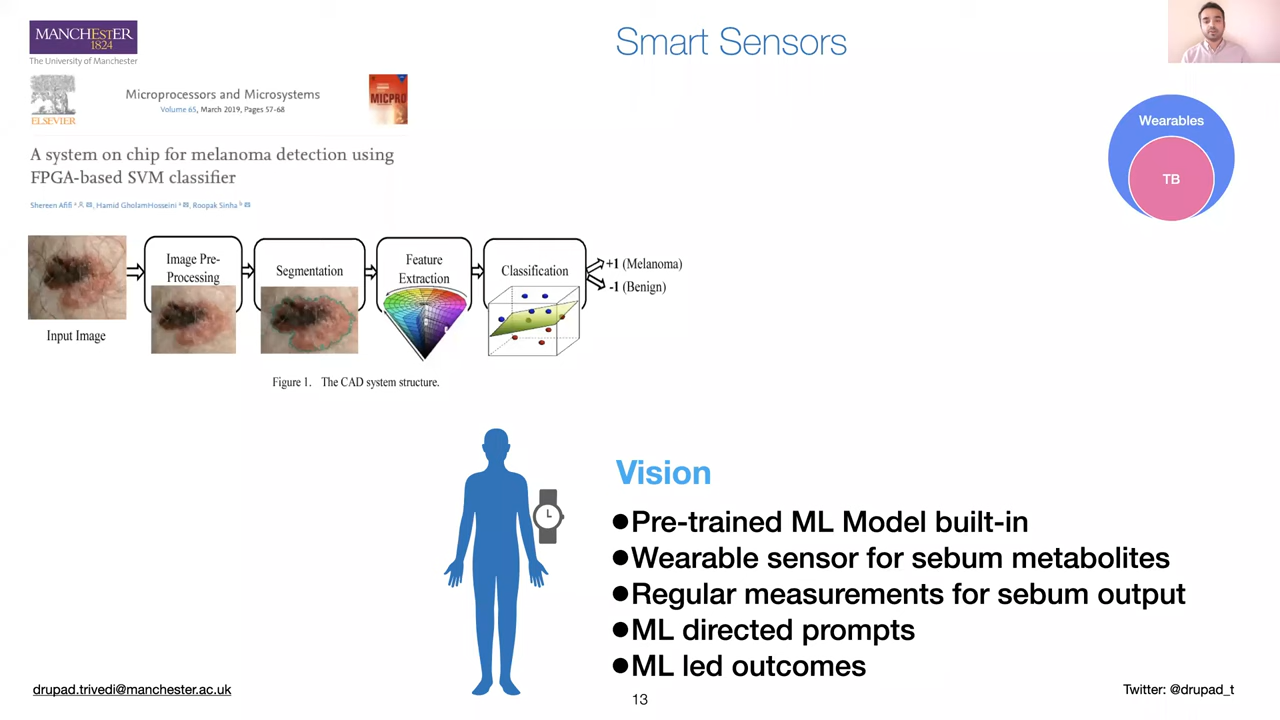 MANCHESTER
1824
The University of Manchester
Smart Sensors
ELSEVIER
Microprocessors and Microsystems
Volume 65, March 2019, Pages 57-68
MICPRO
A system on chip for melanoma detection using
FPGA-based SVM classifier
Shereen Afifi a, Hamid GholamHosseini a, Roopak Sinha b
Wearables
TB
Input Image
Image Pre-
Processing
Segmentation
Feature
Extraction
Classification
+1 (Melanoma)
-1 (Benign)
Figure 1. The CAD system structure.
Vision
●Pre-trained ML Model built-in
●Wearable sensor for sebum metabolites
●Regular measurements for sebum output
●ML directed prompts
●ML led outcomes
drupad.trivedi@manchester.ac.uk
13
Twitter: @drupad_t